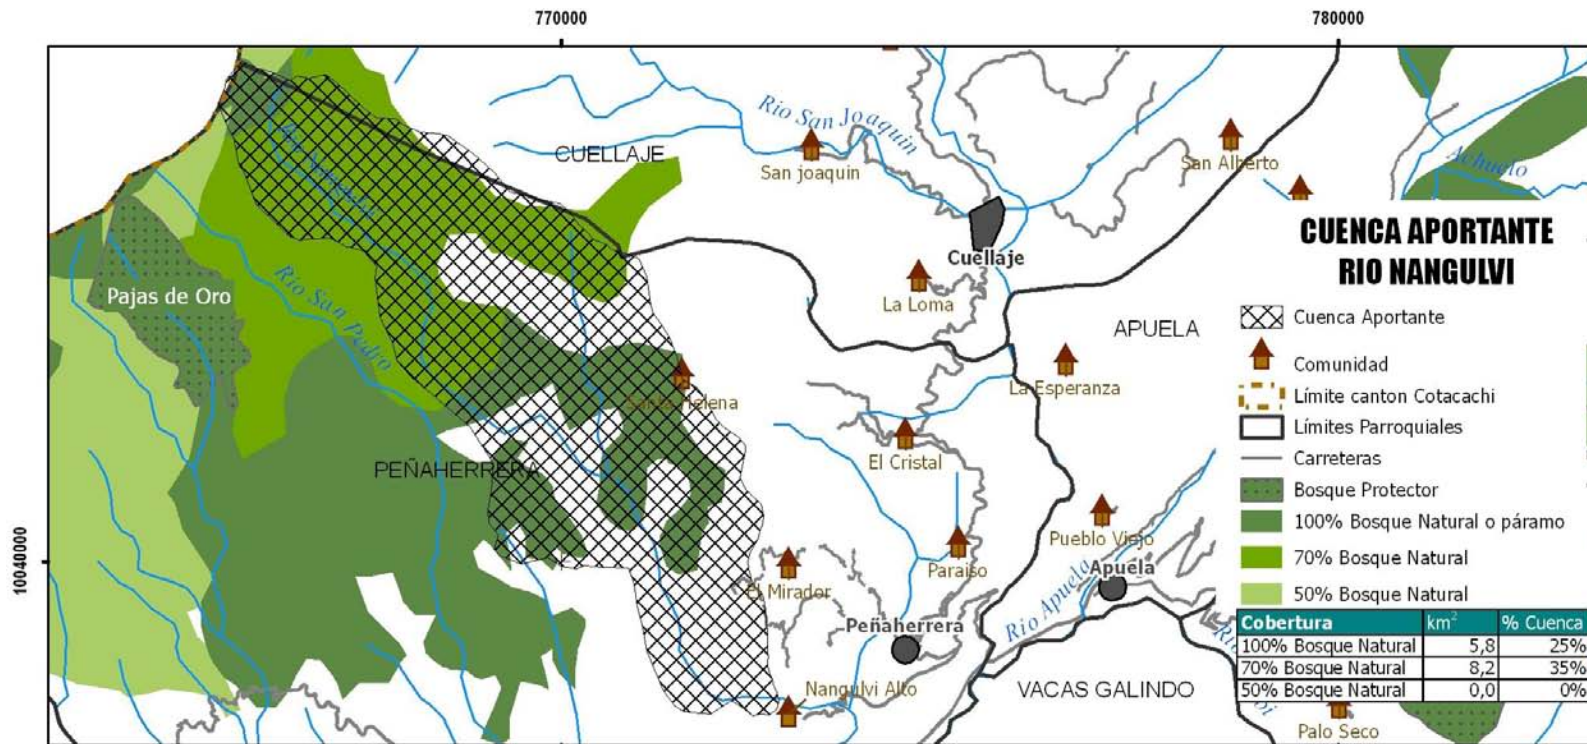 770000
780000
10040000
Rio San Joaquin
CUELLAJE
San joaquin
San Alberto
Achuelo
Rio Nangulvi
Cuellaje
Pajas de Oro
Rio San Pedro
La Loma
APUELA
Santa Helena
La Esperanza
El Cristal
PEÑAHERRERA
Pueblo Viejo
Paraiso
Apuela
El Mirador
Rio Apuela
Peñaherrera
Nangulvi Alto
VACAS GALINDO
Palo Seco
CUENCA APORTANTE
RIO NANGULVI
Cuenca Aportante
Comunidad
Límite canton Cotacachi
Límites Parroquiales
Carreteras
Bosque Protector
100% Bosque Natural o páramo
70% Bosque Natural
50% Bosque Natural
Cobertura km² % Cuenca
100% Bosque Natural 5,8 25%
70% Bosque Natural 8,2 35%
50% Bosque Natural 0,0 0%